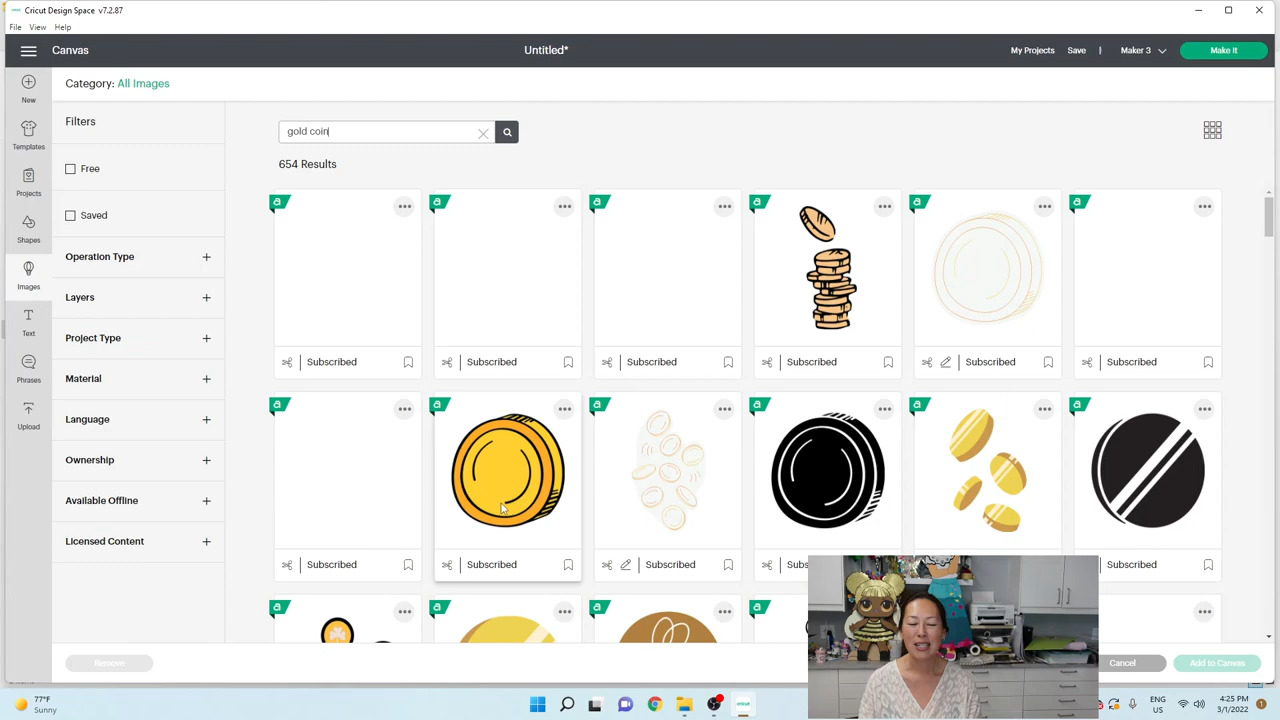 Cricut Design Space v7.2.87
File View Help
Canvas
Untitled*
My Projects Save | Maker 3 Make It
New
Templates
Projects
Shapes
Images
Text
Phrases
Upload
Category: All Images
Filters
Free
Saved
Operation Type +
Layers +
Project Type +
Material +
Language +
Ownership +
Available Offline +
Licensed Content +
Remove
gold coin
654 Results
a a a a a a
Subscribed Subscribed Subscribed Subscribed Subscribed Subscribed
a a a a a a
Subscribed Subscribed Subscribed Subs Subscribed
a a a a a a
Cancel Add to Canvas
77°F
Sunny
ENG
US
4:25 PM
3/1/2022